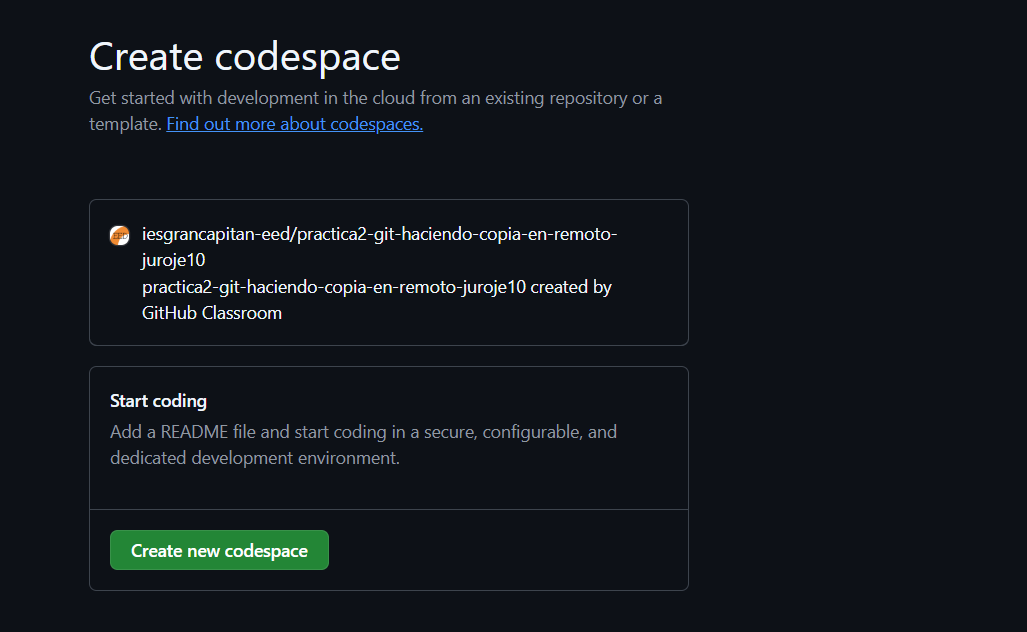 Create codespace
Get started with development in the cloud from an existing repository or a
template. Find out more about codespaces.
EED
iesgrancapitan-eed/practica2-git-haciendo-copia-en-remoto-
juroje10
practica2-git-haciendo-copia-en-remoto-juroje10 created by
GitHub Classroom
Start coding
Add a README file and start coding in a secure, configurable, and
dedicated development environment.
Create new codespace